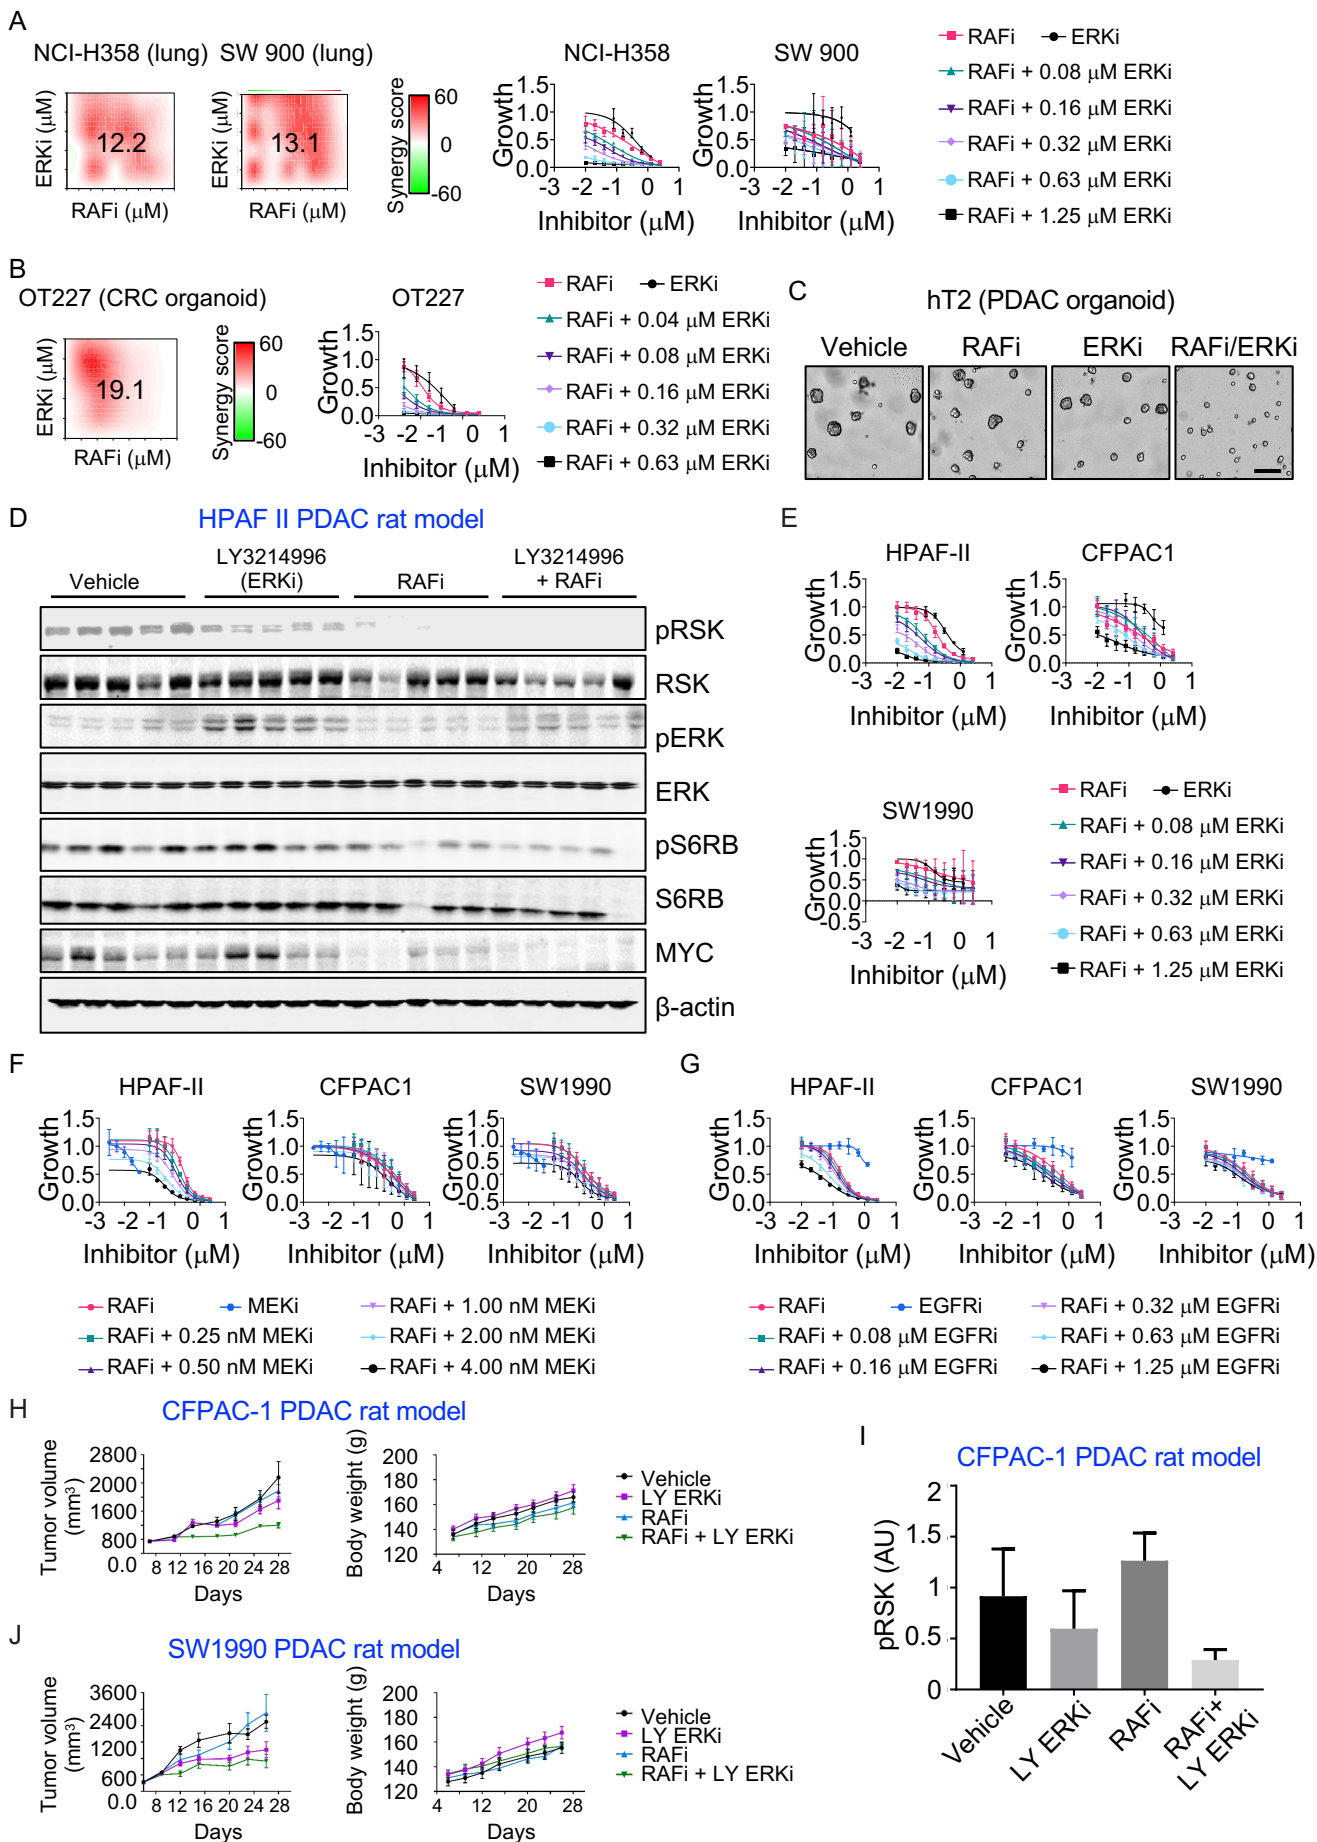 A
NCI-H358 (lung) SW 900 (lung)
ERKi (μM)
12.2
RAFi (μM)
ERKi (μM)
13.1
RAFi (μM)
Synergy score
60
0
-60
NCI-H358
Growth
1.5
1.0
0.5
0.0
-3 -2 -1 0 1
Inhibitor (μM)
SW 900
Growth
1.5
1.0
0.5
0.0
-3 -2 -1 0 1
Inhibitor (μM)
RAFi ERKi
RAFi + 0.08 μM ERKi
RAFi + 0.16 μM ERKi
RAFi + 0.32 μM ERKi
RAFi + 0.63 μM ERKi
RAFi + 1.25 μM ERKi
B
OT227 (CRC organoid)
ERKi (μM)
19.1
RAFi (μM)
Synergy score
60
0
-60
OT227
Growth
1.5
1.0
0.5
0.0
-3 -2 -1 0 1
Inhibitor (μM)
RAFi ERKi
RAFi + 0.04 μM ERKi
RAFi + 0.08 μM ERKi
RAFi + 0.16 μM ERKi
RAFi + 0.32 μM ERKi
RAFi + 0.63 μM ERKi
C
hT2 (PDAC organoid)
Vehicle RAFi ERKi RAFi/ERKi
D
HPAF II PDAC rat model
Vehicle
LY3214996
(ERKi)
RAFi
LY3214996
+ RAFi
pRSK
RSK
pERK
ERK
pS6RB
S6RB
MYC
β-actin
E
HPAF-II
Growth
1.5
1.0
0.5
0.0
-3 -2 -1 0 1
Inhibitor (μM)
CFPAC1
Growth
1.5
1.0
0.5
0.0
-3 -2 -1 0 1
Inhibitor (μM)
SW1990
Growth
1.5
1.0
0.5
0.0
-0.5
-3 -2 -1 0 1
Inhibitor (μM)
RAFi ERKi
RAFi + 0.08 μM ERKi
RAFi + 0.16 μM ERKi
RAFi + 0.32 μM ERKi
RAFi + 0.63 μM ERKi
RAFi + 1.25 μM ERKi
F
HPAF-II
Growth
1.5
1.0
0.5
0.0
-3 -2 -1 0 1
Inhibitor (μM)
CFPAC1
Growth
1.5
1.0
0.5
0.0
-3 -2 -1 0 1
Inhibitor (μM)
SW1990
Growth
1.5
1.0
0.5
0.0
-0.5
-3 -2 -1 0 1
Inhibitor (μM)
RAFi MEKi RAFi + 1.00 nM MEKi
RAFi + 0.25 nM MEKi RAFi + 2.00 nM MEKi
RAFi + 0.50 nM MEKi RAFi + 4.00 nM MEKi
G
HPAF-II
Growth
1.5
1.0
0.5
0.0
-3 -2 -1 0 1
Inhibitor (μM)
CFPAC1
Growth
1.5
1.0
0.5
0.0
-3 -2 -1 0 1
Inhibitor (μM)
SW1990
Growth
1.5
1.0
0.5
0.0
-3 -2 -1 0 1
Inhibitor (μM)
RAFi EGFRi RAFi + 0.32 μM EGFRi
RAFi + 0.08 μM EGFRi RAFi + 0.63 μM EGFRi
RAFi + 0.16 μM EGFRi RAFi + 1.25 μM EGFRi
H
CFPAC-1 PDAC rat model
Tumor volume
(mm³)
2800
2000
1400
800
0.0
8 12 16 20 24 28
Days
Body weight (g)
200
180
160
140
120
4 12 20 28
Days
Vehicle
LY ERKi
RAFi
RAFi + LY ERKi
I
CFPAC-1 PDAC rat model
pRSK (AU)
2
1.5
1
0.5
0
Vehicle
LY ERKi
RAFi
RAFi+
LY ERKi
J
SW1990 PDAC rat model
Tumor volume
(mm³)
3600
2400
1200
600
0.0
8 12 20 28
Days
Body weight (g)
200
180
160
140
120
4 12 20 28
Days
Vehicle
LY ERKi
RAFi
RAFi + LY ERKi